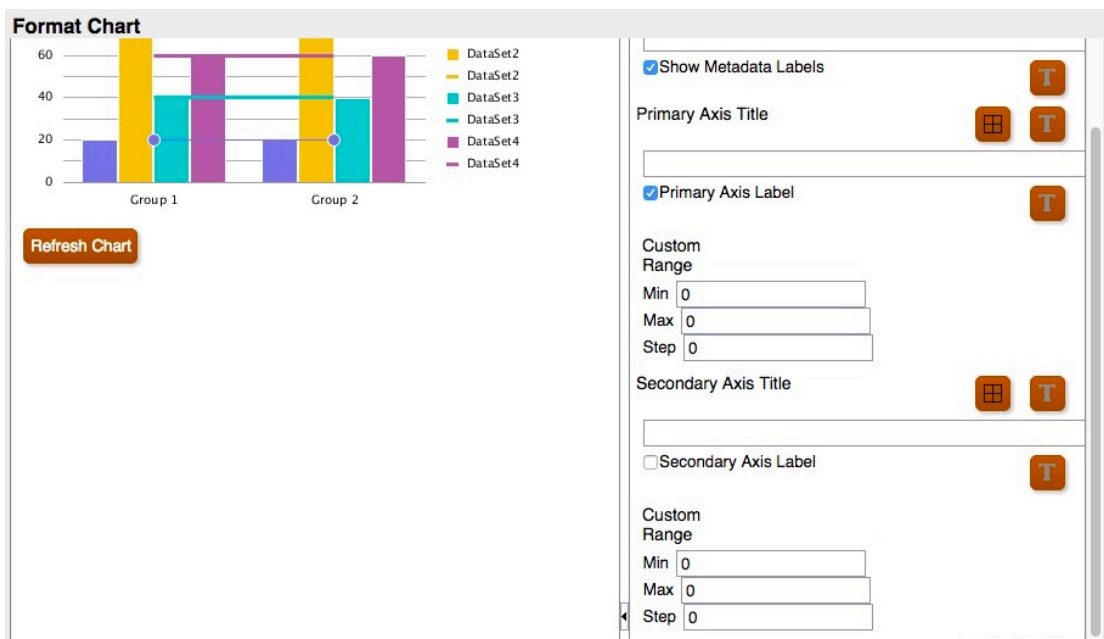 Format Chart
60
40
20
0
Group 1
Group 2
DataSet2
DataSet2
DataSet3
DataSet3
DataSet4
DataSet4
Refresh Chart
Show Metadata Labels
T
Primary Axis Title
T
Primary Axis Label
T
Custom
Range
Min 0
Max 0
Step 0
Secondary Axis Title
T
Secondary Axis Label
T
Custom
Range
Min 0
Max 0
Step 0